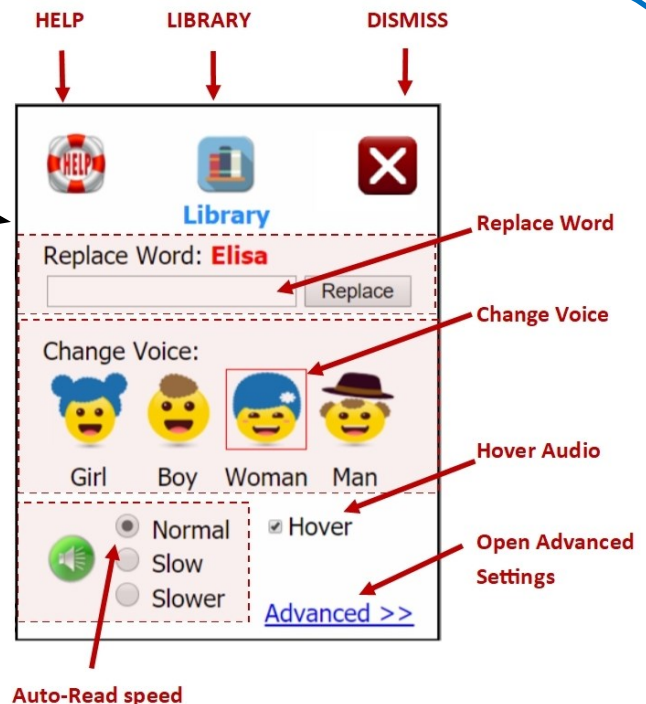 HELP LIBRARY DISMISS
HELP
Library
Replace Word: Elisa
Replace
Replace Word
Change Voice
Change Voice:
Girl Boy Woman Man
Hover Audio
Normal
Hover
Slow
Slower
Advanced >>
Open Advanced
Settings
Auto-Read speed